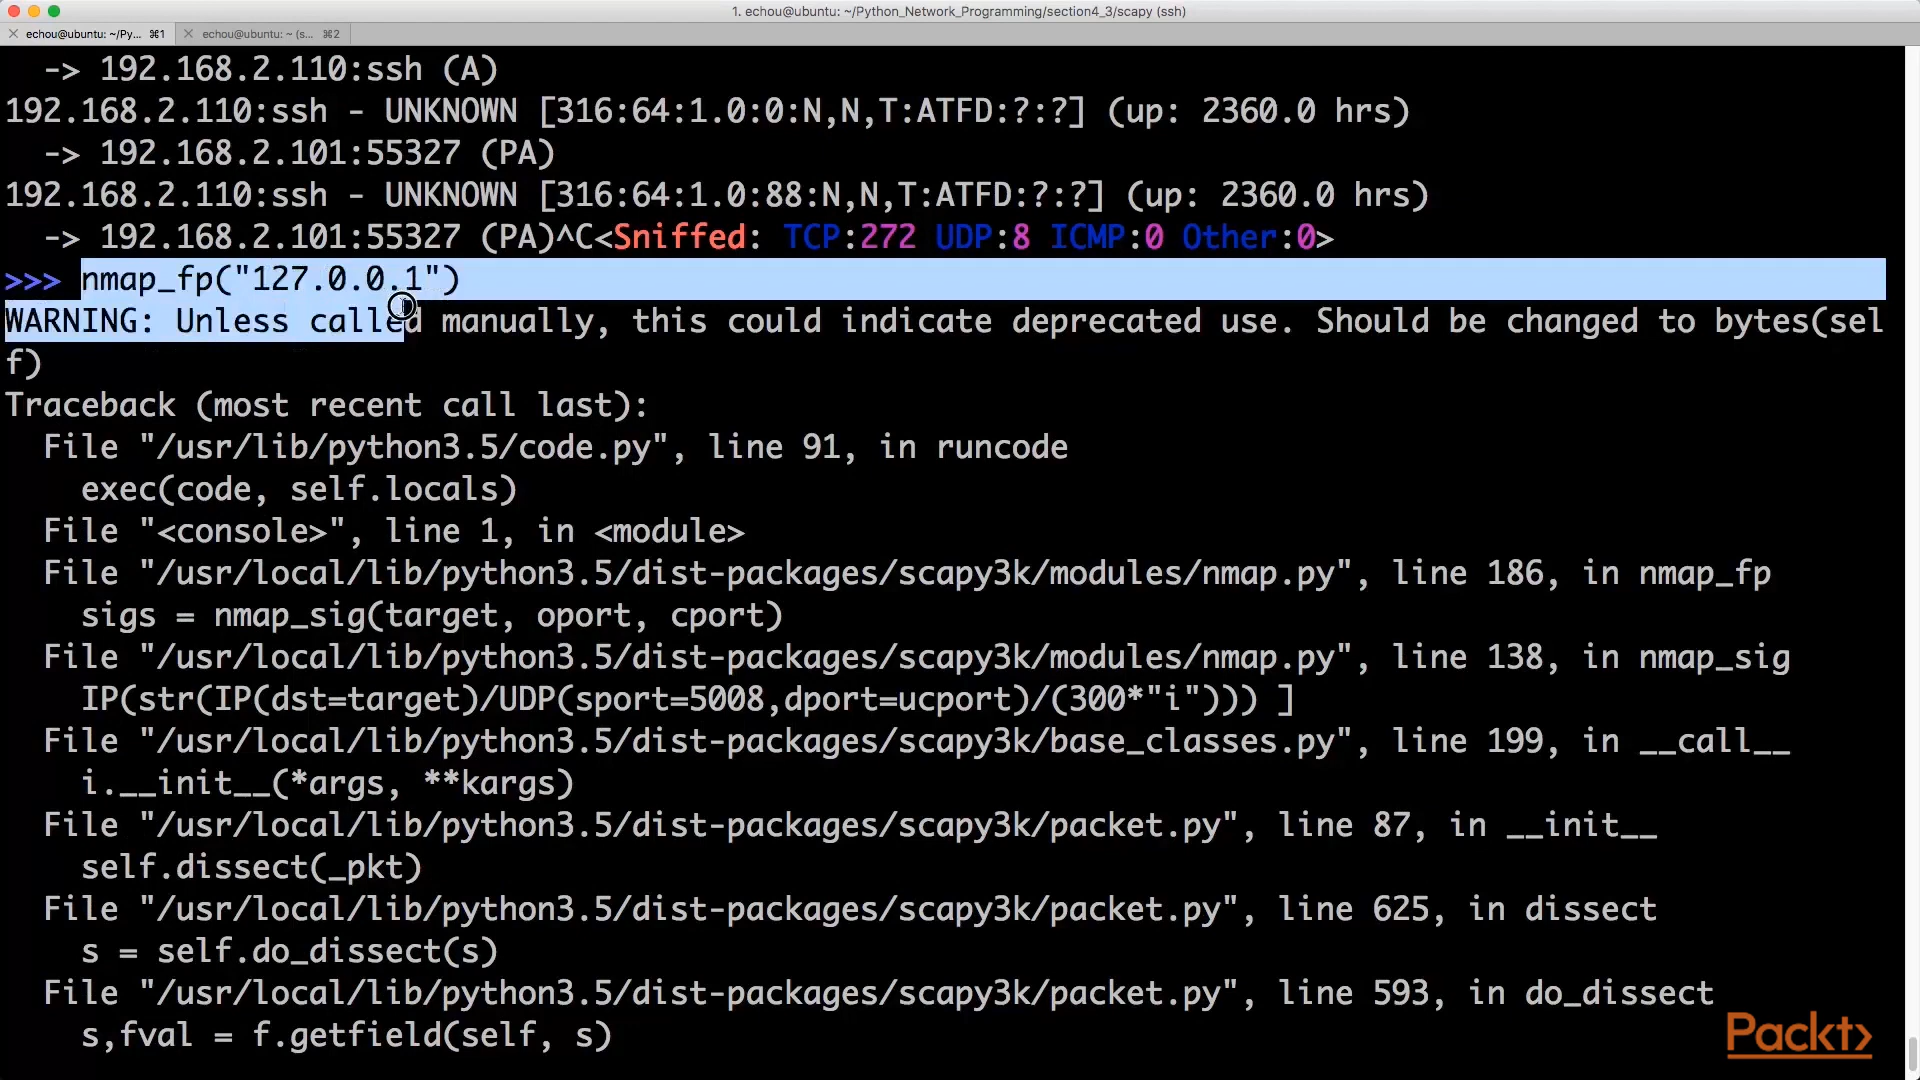 1. echou@ubuntu: ~/Python_Network_Programming/section4_3/scapy (ssh)
echou@ubuntu: ~/Py... ⌘1 echou@ubuntu: ~ (s... ⌘2
-> 192.168.2.110:ssh (A)
192.168.2.110:ssh - UNKNOWN [316:64:1.0:0:N,N,T:ATFD:?:?] (up: 2360.0 hrs)
-> 192.168.2.101:55327 (PA)
192.168.2.110:ssh - UNKNOWN [316:64:1.0:88:N,N,T:ATFD:?:?] (up: 2360.0 hrs)
-> 192.168.2.101:55327 (PA)^C<Sniffed: TCP:272 UDP:8 ICMP:0 Other:0>
>>> nmap_fp("127.0.0.1")
WARNING: Unless called manually, this could indicate deprecated use. Should be changed to bytes(sel
f)
Traceback (most recent call last):
File "/usr/lib/python3.5/code.py", line 91, in runcode
exec(code, self.locals)
File "<console>", line 1, in <module>
File "/usr/local/lib/python3.5/dist-packages/scapy3k/modules/nmap.py", line 186, in nmap_fp
sigs = nmap_sig(target, oport, cport)
File "/usr/local/lib/python3.5/dist-packages/scapy3k/modules/nmap.py", line 138, in nmap_sig
IP(str(IP(dst=target)/UDP(sport=5008,dport=ucport)/(300*"i"))) ]
File "/usr/local/lib/python3.5/dist-packages/scapy3k/base_classes.py", line 199, in __call__
i.__init__(*args, **kargs)
File "/usr/local/lib/python3.5/dist-packages/scapy3k/packet.py", line 87, in __init__
self.dissect(_pkt)
File "/usr/local/lib/python3.5/dist-packages/scapy3k/packet.py", line 625, in dissect
s = self.do_dissect(s)
File "/usr/local/lib/python3.5/dist-packages/scapy3k/packet.py", line 593, in do_dissect
s,fval = f.getfield(self, s)
Packt>